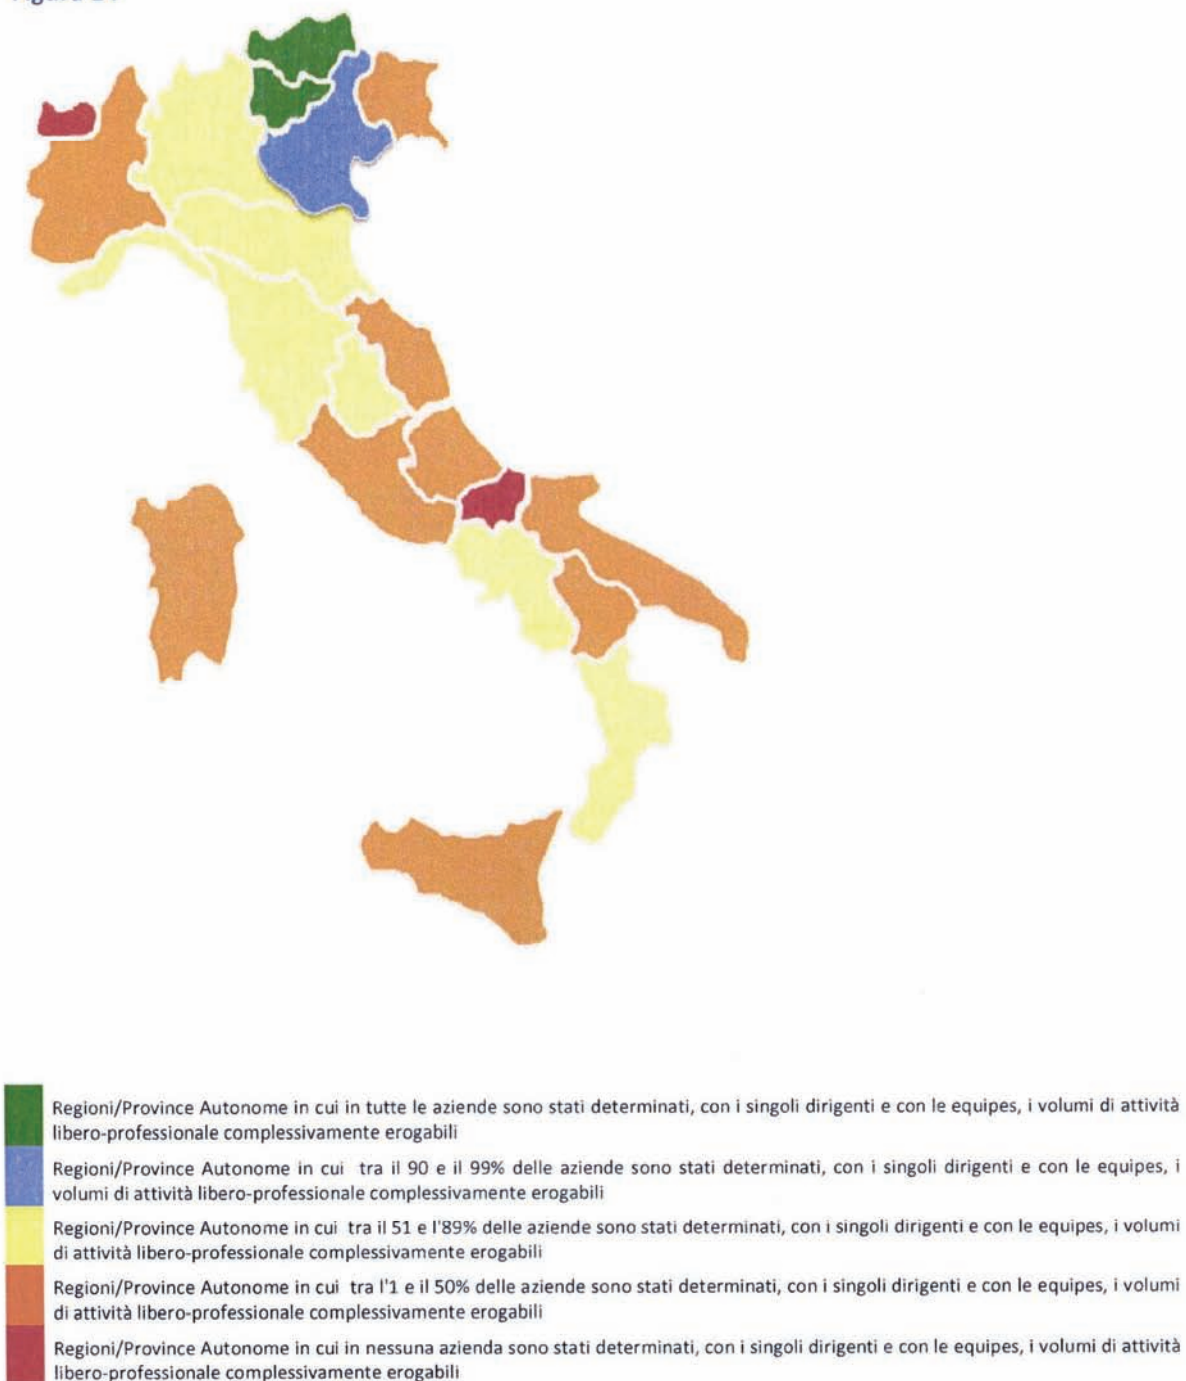 Regioni/Province Autonome in cui in tutte le aziende sono stati determinati, con i singoli dirigenti e con le equipes, i volumi di attività
libero-professionale complessivamente erogabili
Regioni/Province Autonome in cui tra il 90 e il 99% delle aziende sono stati determinati, con i singoli dirigenti e con le equipes, i
volumi di attività libero-professionale complessivamente erogabili
Regioni/Province Autonome in cui tra il 51 e l'89% delle aziende sono stati determinati, con i singoli dirigenti e con le equipes, i volumi
di attività libero-professionale complessivamente erogabili
Regioni/Province Autonome in cui tra l'1 e il 50% delle aziende sono stati determinati, con i singoli dirigenti e con le equipes, i volumi
di attività libero-professionale complessivamente erogabili
Regioni/Province Autonome in cui in nessuna azienda sono stati determinati, con i singoli dirigenti e con le equipes, i volumi di attività
libero-professionale complessivamente erogabili